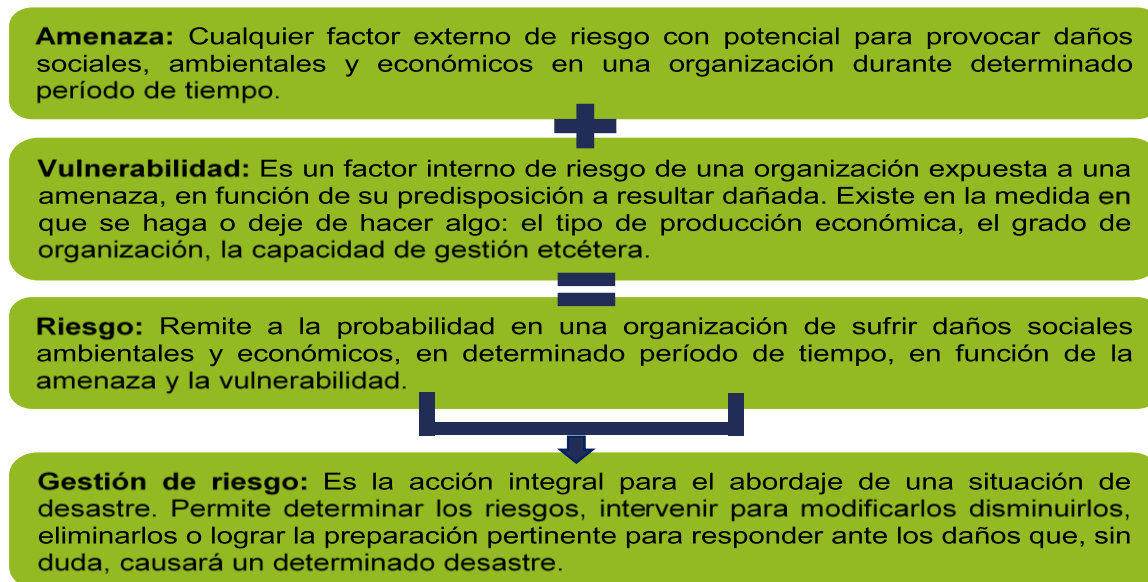 Amenaza: Cualquier factor externo de riesgo con potencial para provocar daños
sociales, ambientales y económicos en una organización durante determinado
período de tiempo.
+
Vulnerabilidad: Es un factor interno de riesgo de una organización expuesta a una
amenaza, en función de su predisposición a resultar dañada. Existe en la medida en
que se haga o deje de hacer algo: el tipo de producción económica, el grado de
organización, la capacidad de gestión etcétera.
=
Riesgo: Remite a la probabilidad en una organización de sufrir daños sociales
ambientales y económicos, en determinado período de tiempo, en función de la
amenaza y la vulnerabilidad.
Gestión de riesgo: Es la acción integral para el abordaje de una situación de
desastre. Permite determinar los riesgos, intervenir para modificarlos disminuirlos,
eliminarlos o lograr la preparación pertinente para responder ante los daños que, sin
duda, causará un determinado desastre.